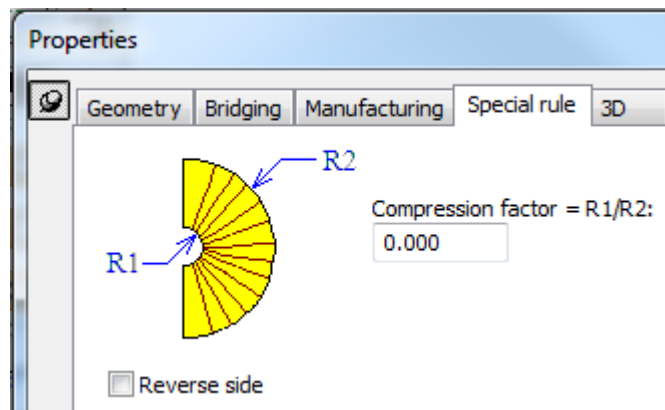 Properties
Geometry Bridging Manufacturing Special rule 3D
R2
Compression factor = R1/R2:
0.000
R1
Reverse side